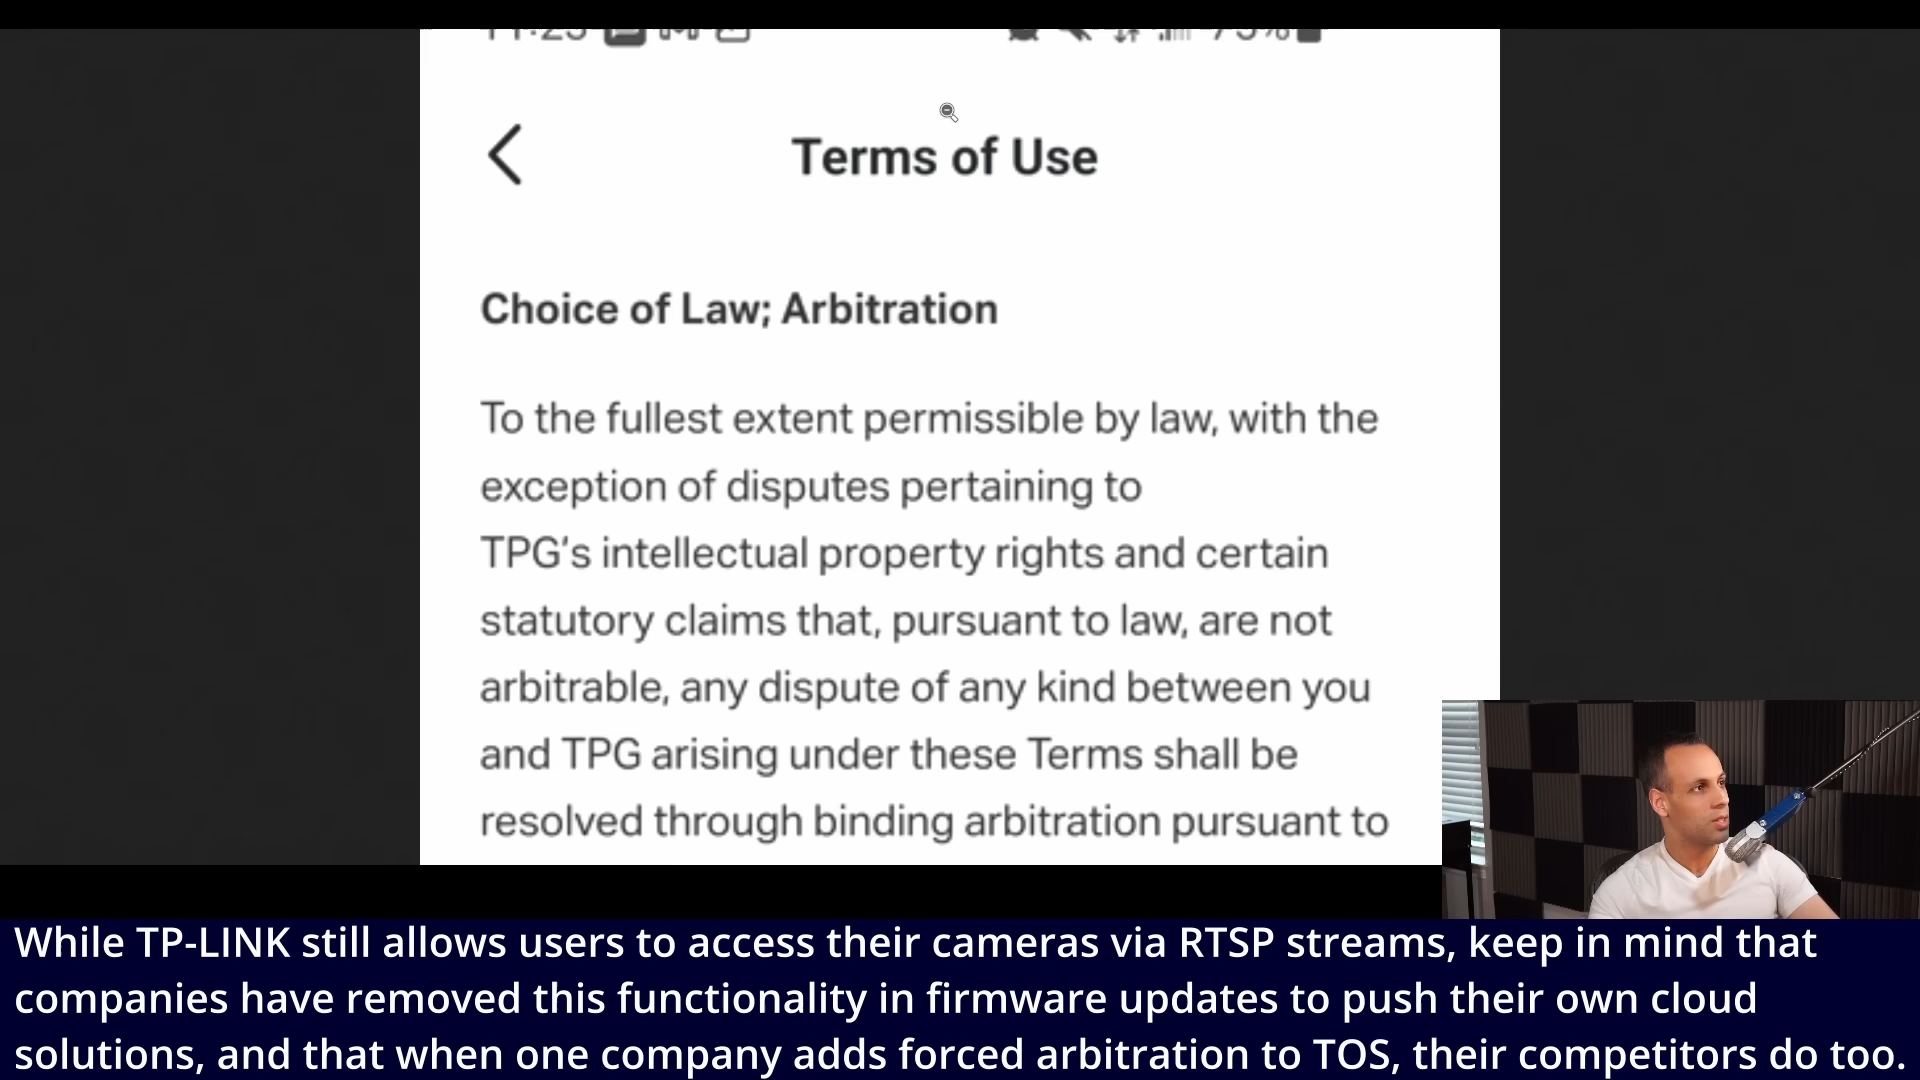 Terms of Use
Choice of Law; Arbitration
To the fullest extent permissible by law, with the
exception of disputes pertaining to
TPG's intellectual property rights and certain
statutory claims that, pursuant to law, are not
arbitrable, any dispute of any kind between you
and TPG arising under these Terms shall be
resolved through binding arbitration pursuant to
While TP-LINK still allows users to access their cameras via RTSP streams, keep in mind that
companies have removed this functionality in firmware updates to push their own cloud
solutions, and that when one company adds forced arbitration to TOS, their competitors do too.